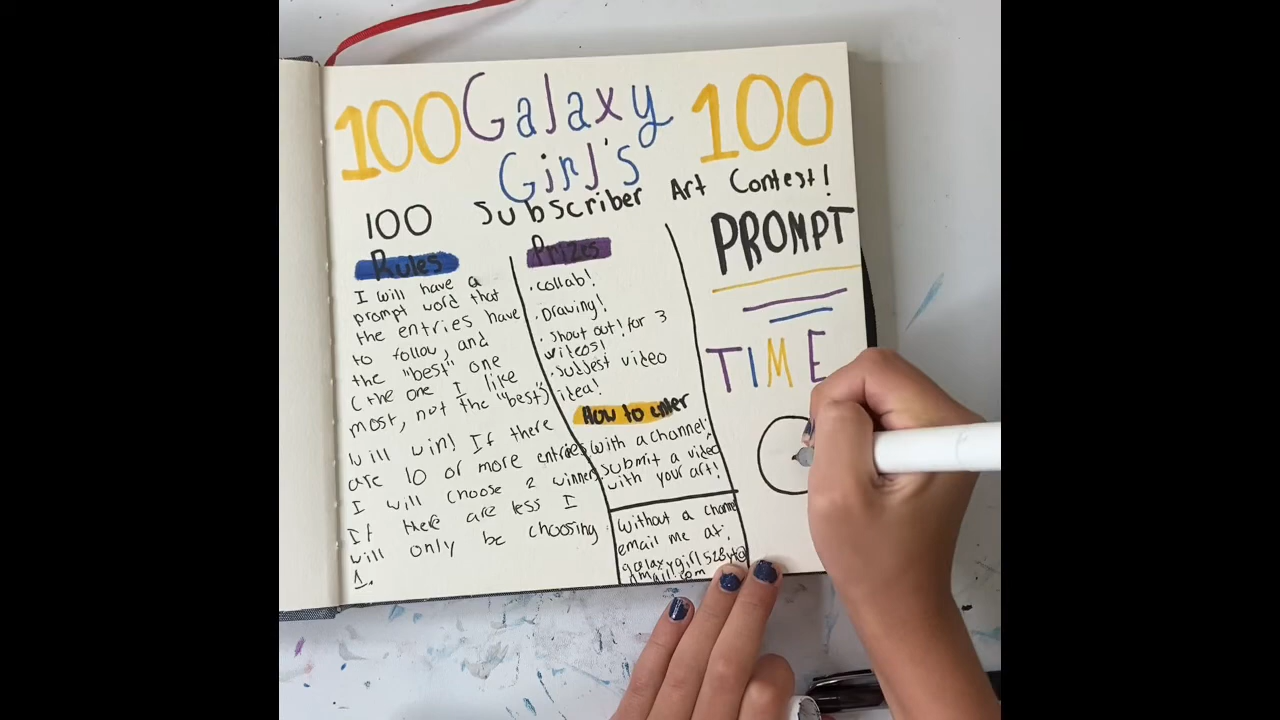 100 Galaxy 100
Girl's
100 Subscriber Art Contest!
Rules
I will have a
prompt word that
the entries have
to follow, and
the "best" one
(the one I like
most, not the "best")
will win! If there
are 10 or more entries
I will choose 2 winners
If there are less I
will only be choosing
1.
Prizes
·collab!
·Drawing!
·Shout out! for 3
videos!
·suggest video
idea!
How to enter
With a channel:
submit a video
with your art!
without a channel
email me at:
PROMPT
TIME